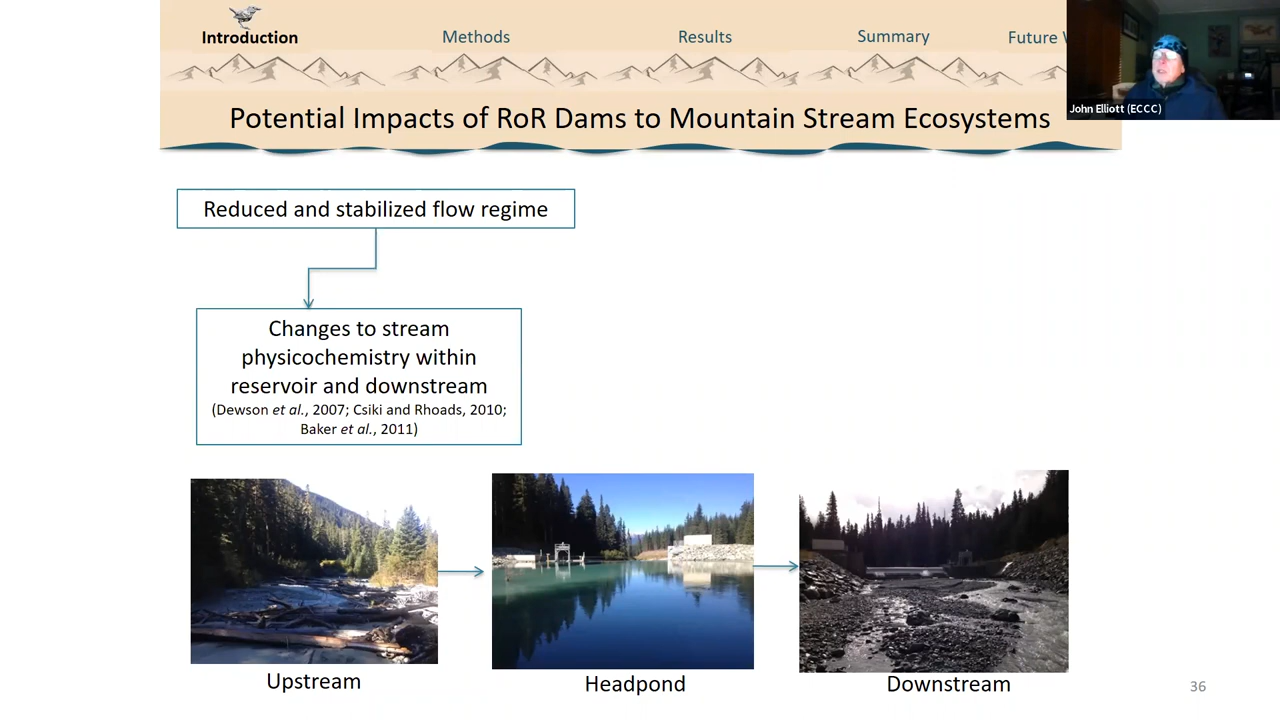 Introduction
Methods
Results
Summary
Future
John Elliott (ECCC)
Potential Impacts of RoR Dams to Mountain Stream Ecosystems
Reduced and stabilized flow regime
Changes to stream
physicochemistry within
reservoir and downstream
(Dewson et al., 2007; Csiki and Rhoads, 2010;
Baker et al., 2011)
Upstream
Headpond
Downstream
36